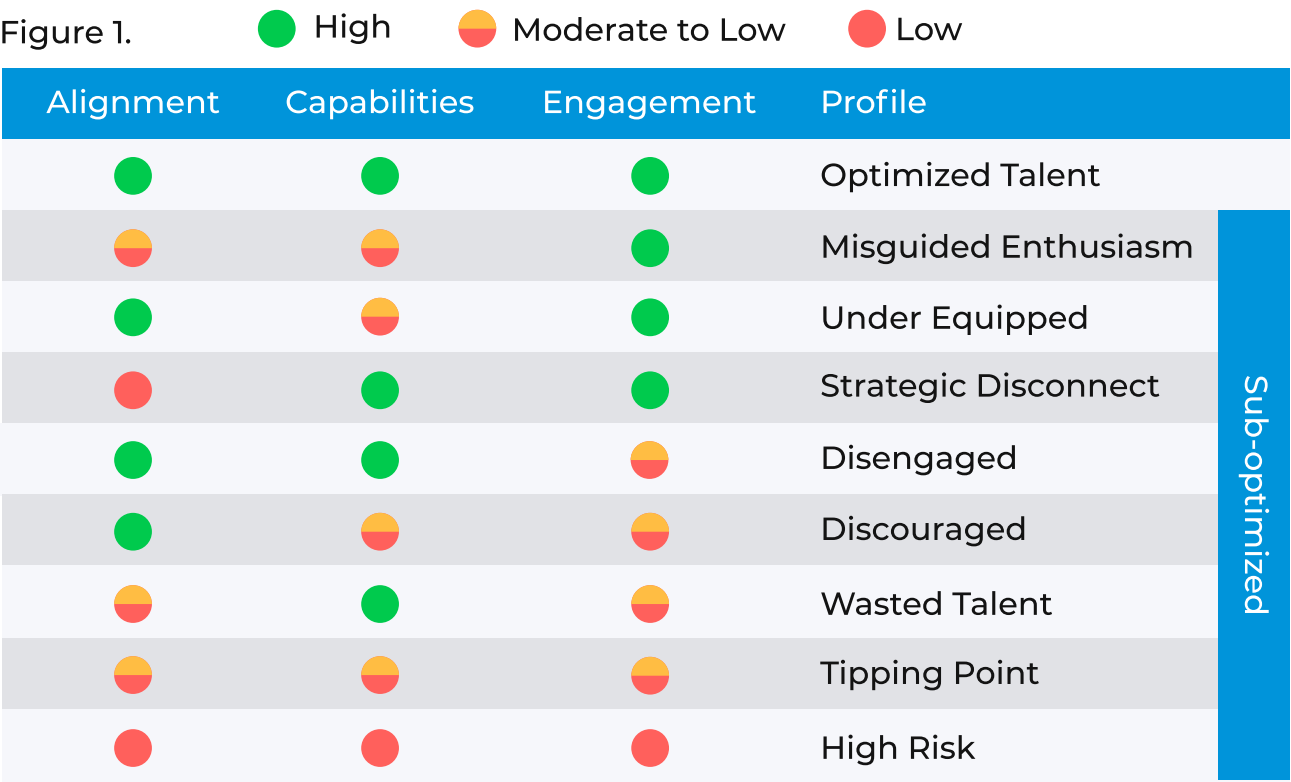 Figure 1. High Moderate to Low Low
Alignment Capabilities Engagement Profile
Optimized Talent
Misguided Enthusiasm
Under Equipped
Strategic Disconnect
Disengaged
Discouraged
Wasted Talent
Tipping Point
High Risk
Sub-optimized